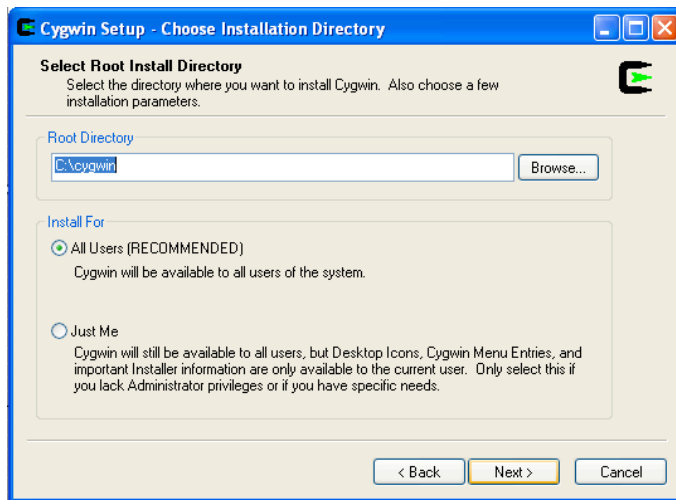 Cygwin Setup - Choose Installation Directory
Select Root Install Directory
Select the directory where you want to install Cygwin. Also choose a few
installation parameters.
Root Directory
C:\cygwin
Browse...
Install For
All Users (RECOMMENDED)
Cygwin will be available to all users of the system.
Just Me
Cygwin will still be available to all users, but Desktop Icons, Cygwin Menu Entries, and
important Installer information are only available to the current user. Only select this if
you lack Administrator privileges or if you have specific needs.
< Back Next > Cancel